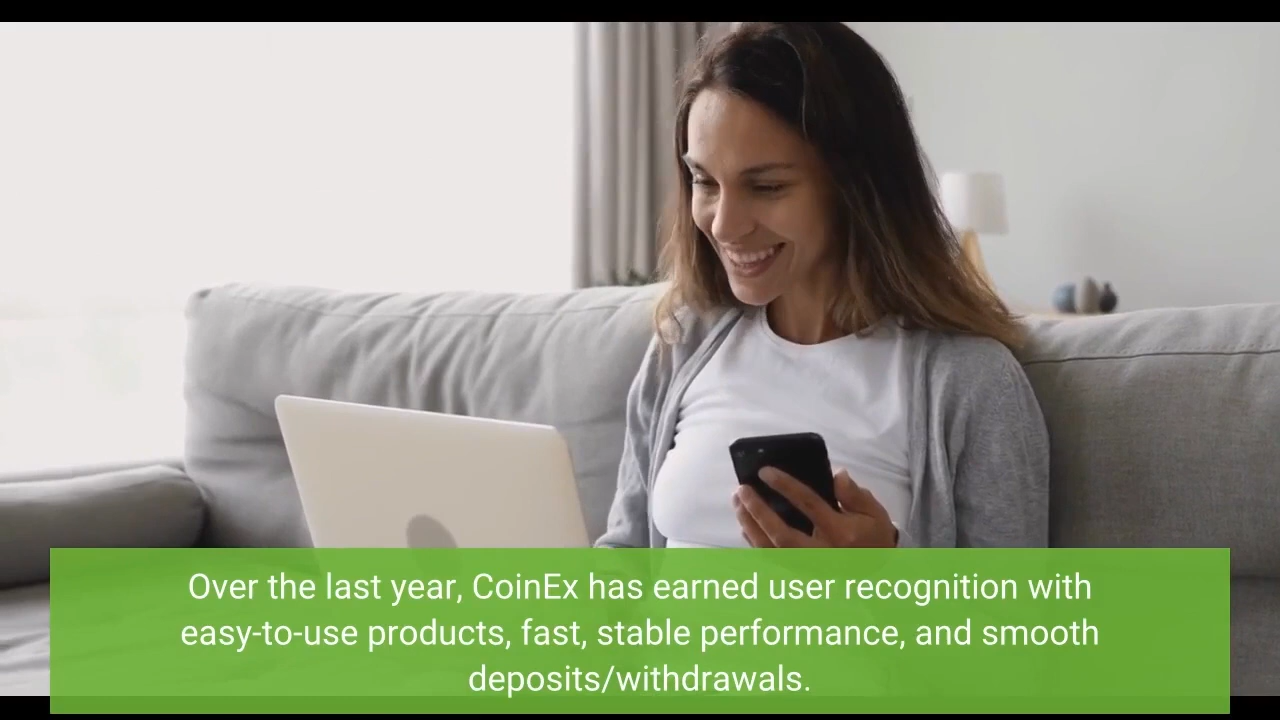 Over the last year, CoinEx has earned user recognition with
easy-to-use products, fast, stable performance, and smooth
deposits/withdrawals.